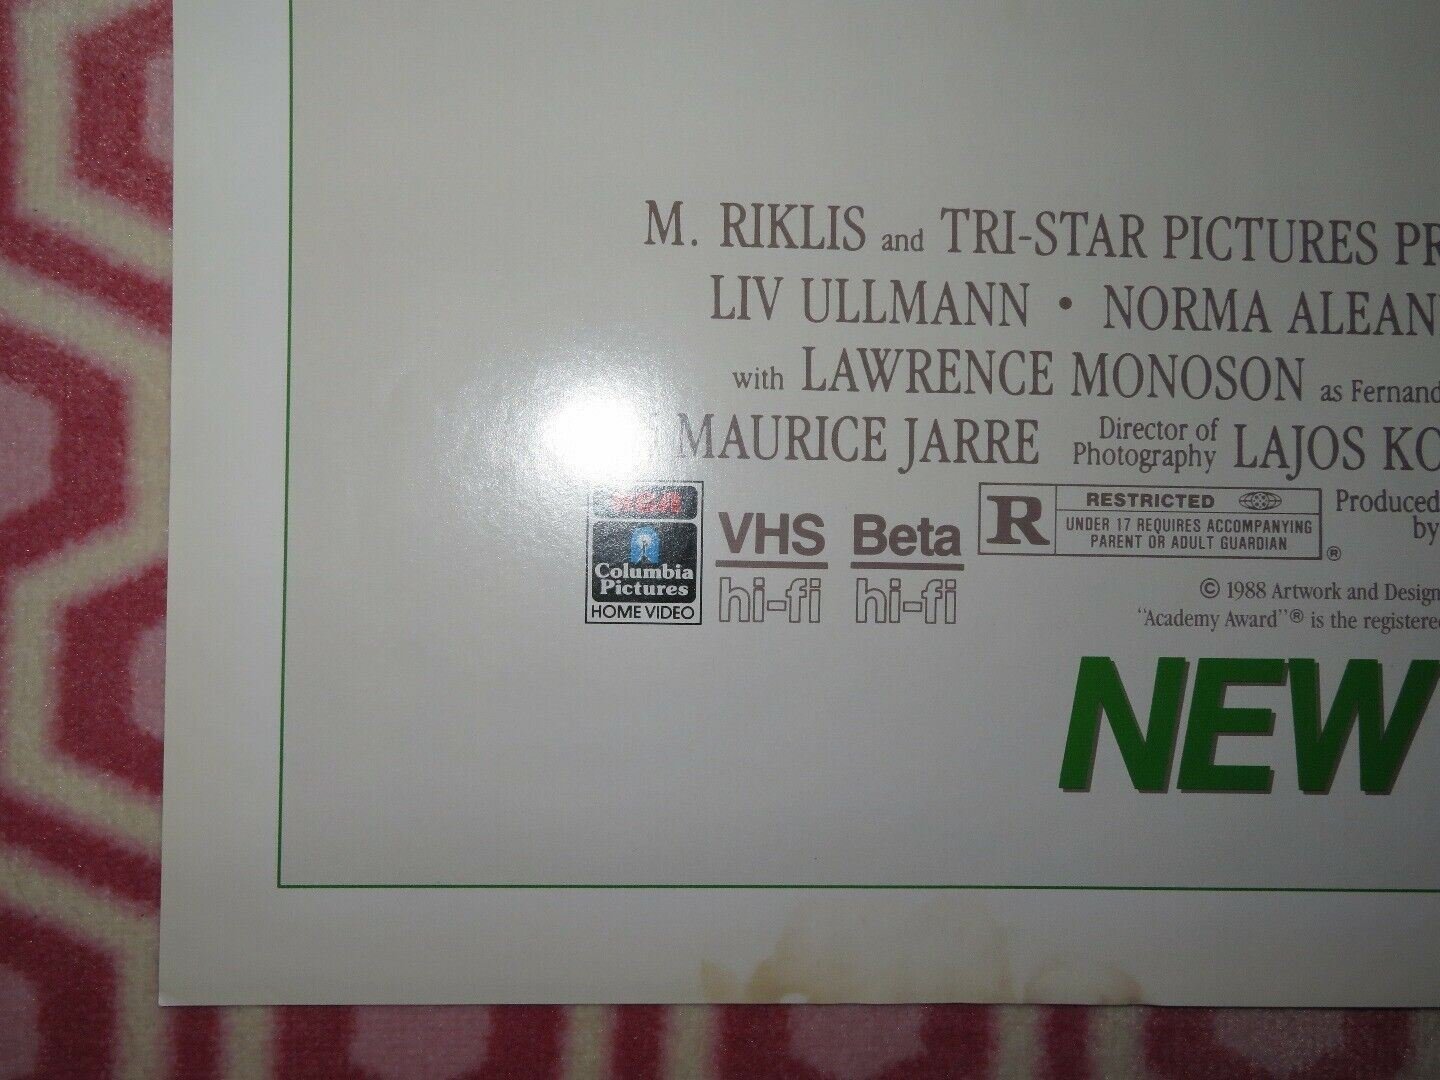 M. RIKLIS and TRI-STAR PICTURES PR
LIV ULLMANN • NORMA ALEAN
with LAWRENCE MONOSON as Fernand
MAURICE JARRE Director of Photography LAJOS KO
RCA
Columbia
Pictures
HOME VIDEO
VHS
hi-fi
Beta
hi-fi
R
RESTRICTED
UNDER 17 REQUIRES ACCOMPANYING
PARENT OR ADULT GUARDIAN
®
Produced
by
© 1988 Artwork and Design
"Academy Award"® is the registered
NEW